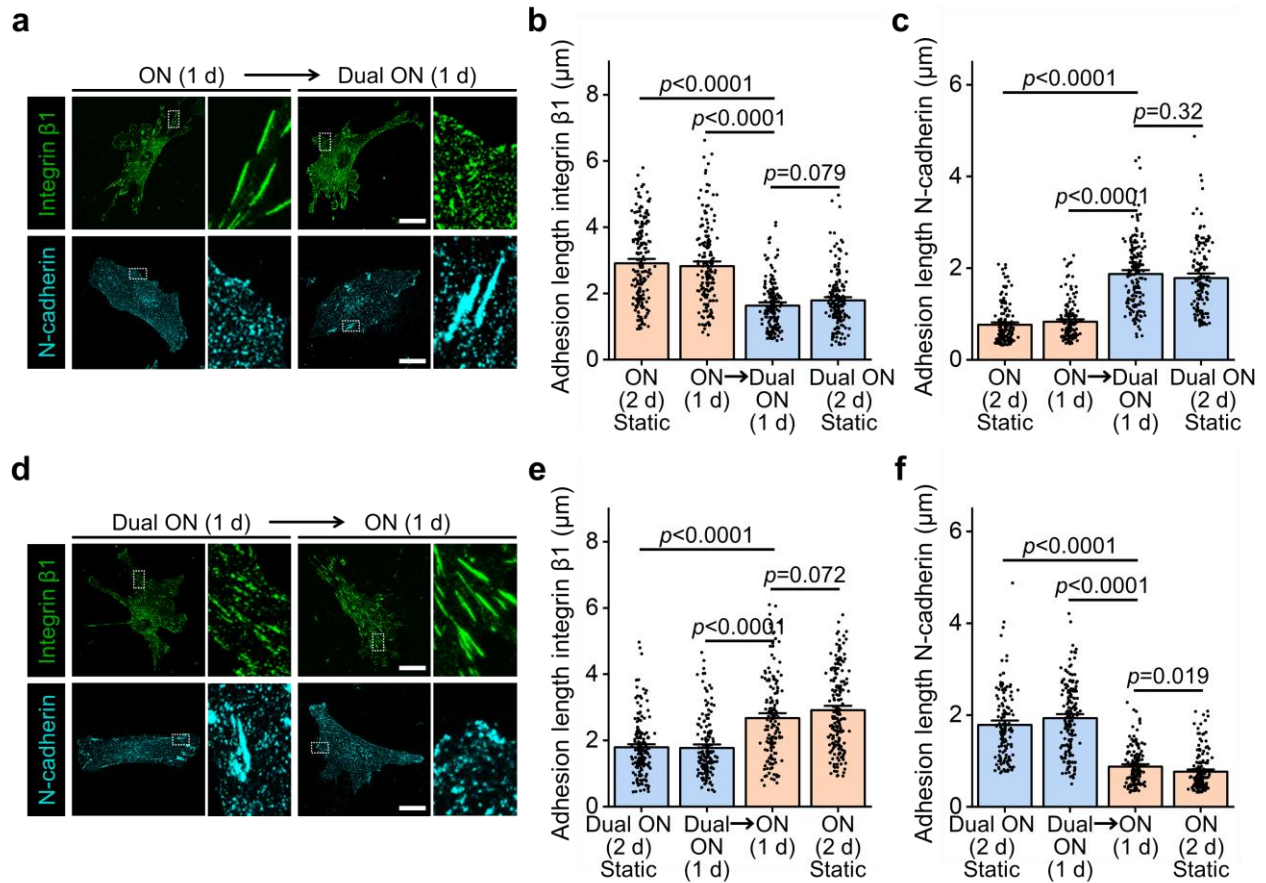 a
ON (1 d) → Dual ON (1 d)
Integrin β1
N-cadherin
b
Adhesion length integrin β1 (μm)
8
6
4
2
0
p<0.0001
p<0.0001
p=0.079
ON → Dual
(2 d) (1 d) ON (2 d)
ON Dual ON
Static (1 d) Static
c
Adhesion length N-cadherin (μm)
6
4
2
0
p<0.0001
p=0.32
p<0.0001
ON ON → Dual Dual ON
(2 d) (1 d) ON (2 d)
Static (1 d) Static
d
Dual ON (1 d) → ON (1 d)
Integrin β1
N-cadherin
e
Adhesion length integrin β1 (μm)
8
6
4
2
0
p<0.0001
p=0.072
p<0.0001
Dual ON Dual → ON ON
(2 d) ON (1 d) (2 d)
Static (1 d) Static
f
Adhesion length N-cadherin (μm)
6
4
2
0
p<0.0001
p<0.0001
p=0.019
Dual ON Dual → ON ON
(2 d) ON (1 d) (2 d)
Static (1 d) Static